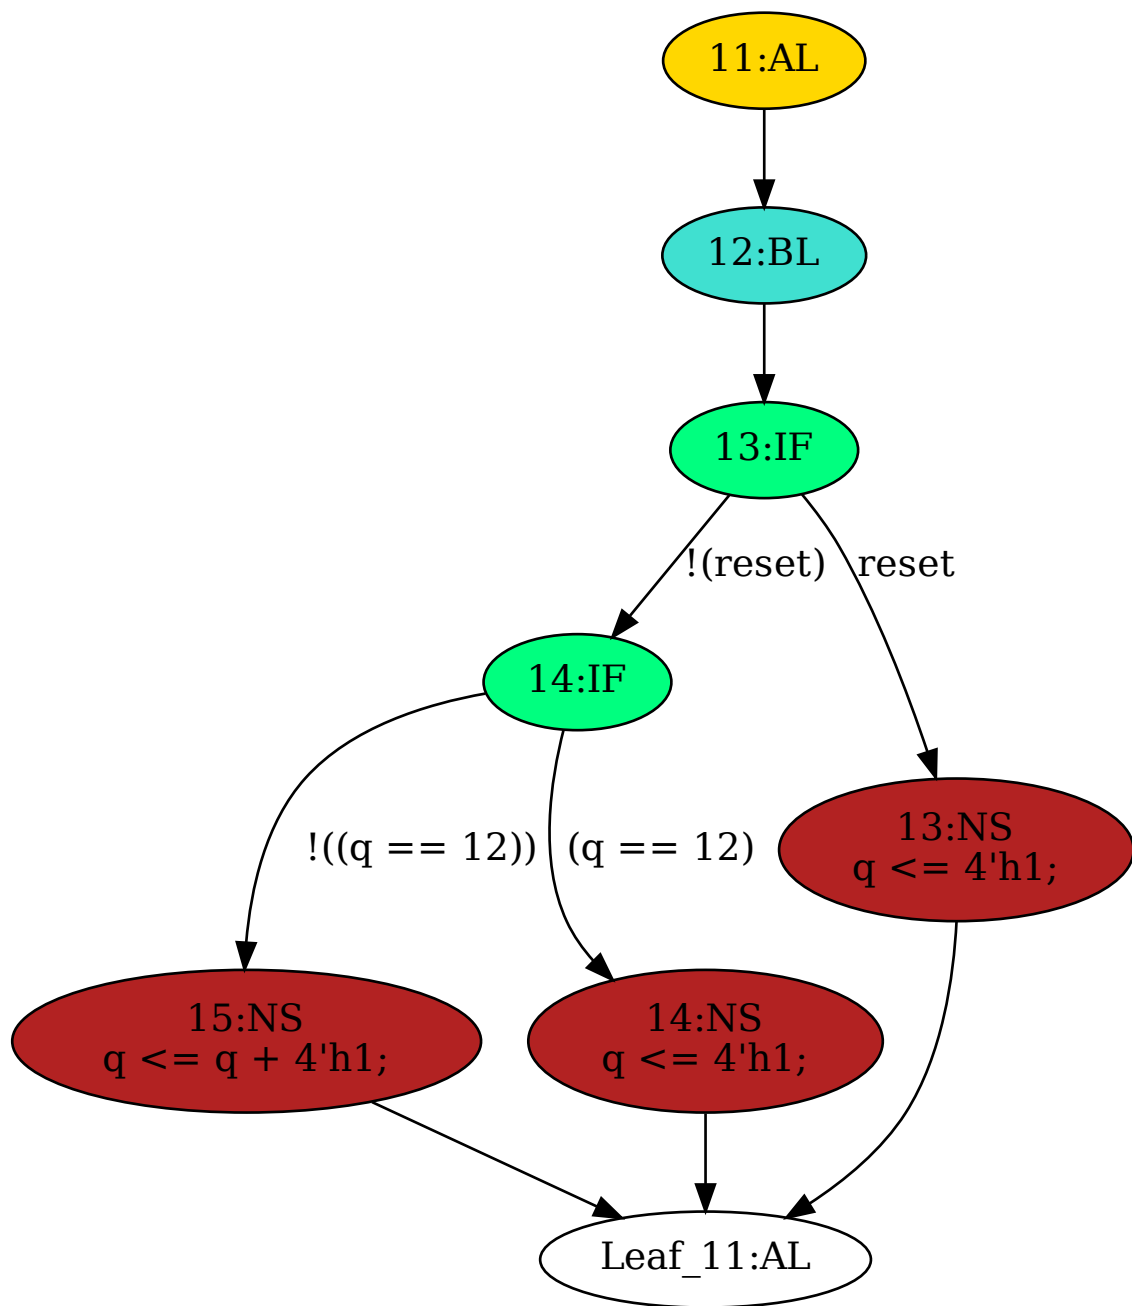 11:AL
12:BL
13:IF
!(reset)
reset
14:IF
13:NS
q <= 4'h1;
!((q == 12))
(q == 12)
15:NS
q <= q + 4'h1;
14:NS
q <= 4'h1;
Leaf_11:AL